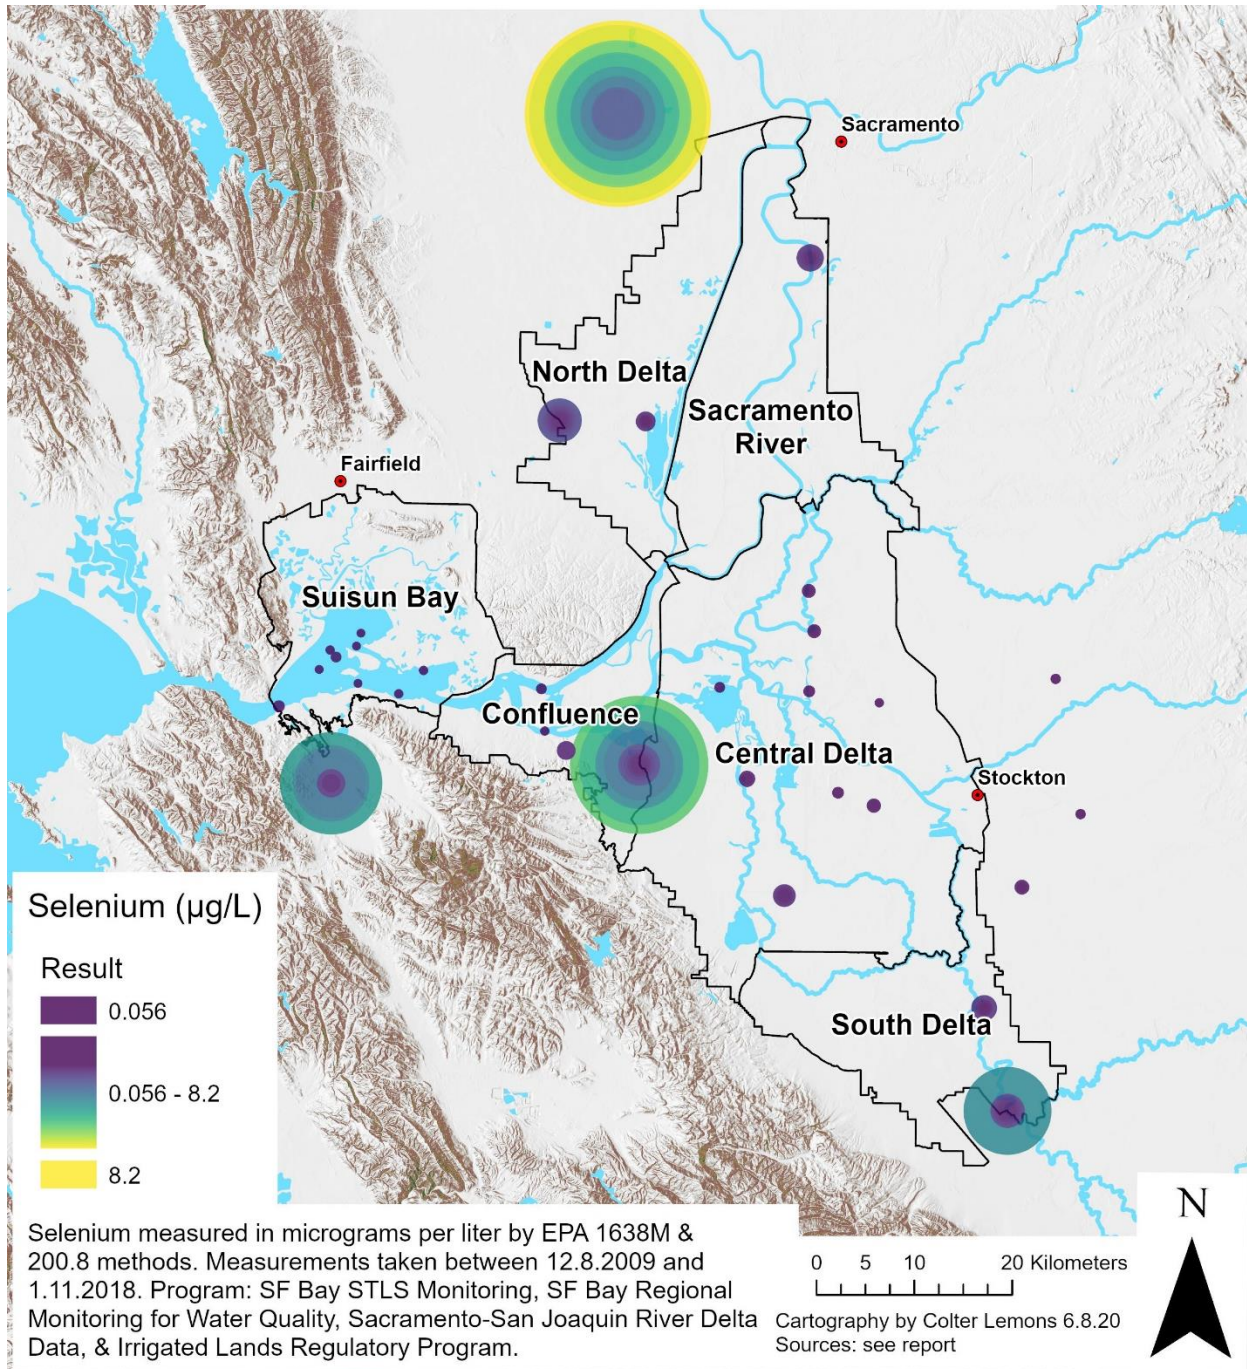 Sacramento
North Delta
Sacramento
River
Fairfield
Suisun Bay
Confluence
Central Delta
Stockton
South Delta
Selenium (µg/L)
Result
0.056
0.056 - 8.2
8.2
Selenium measured in micrograms per liter by EPA 1638M &
200.8 methods. Measurements taken between 12.8.2009 and
1.11.2018. Program: SF Bay STLS Monitoring, SF Bay Regional
Monitoring for Water Quality, Sacramento-San Joaquin River Delta
Data, & Irrigated Lands Regulatory Program.
0 5 10 20 Kilometers
Cartography by Colter Lemons 6.8.20
Sources: see report
N